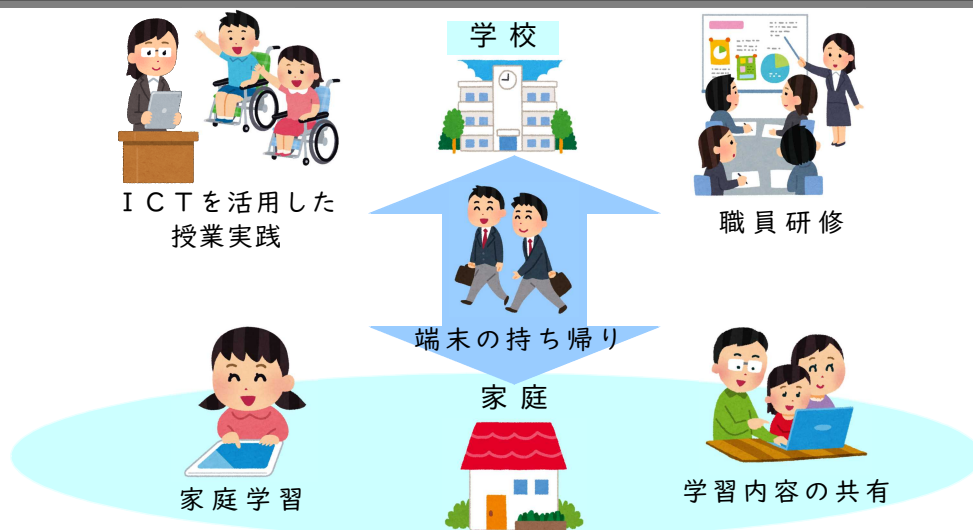 学校
ＩＣＴを活用した
授業実践
職員研修
端末の持ち帰り
家庭
家庭学習
学習内容の共有